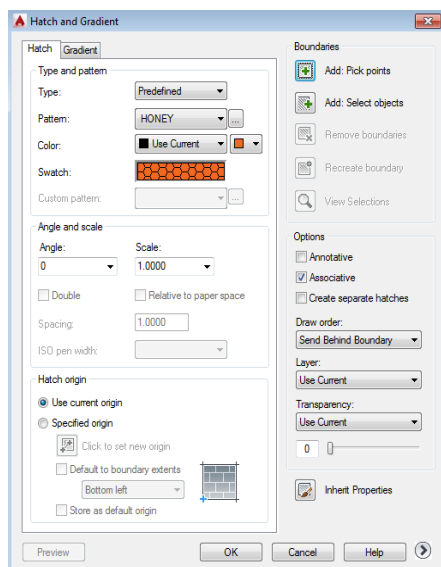 Hatch and Gradient
Hatch
Gradient
Type and pattern
Type:
Predefined
Pattern:
HONEY
...
Color:
Use Current
Swatch:
Custom pattern:
...
Angle and scale
Angle:
Scale:
0
1.0000
Double
Relative to paper space
Spacing:
1.0000
ISO pen width:
Hatch origin
Use current origin
Specified origin
Click to set new origin
Default to boundary extents
Bottom left
Store as default origin
Boundaries
Add: Pick points
Add: Select objects
Remove boundaries
Recreate boundary
View Selections
Options
Annotative
Associative
Create separate hatches
Draw order:
Send Behind Boundary
Layer:
Use Current
Transparency:
Use Current
0
Inherit Properties
Preview
OK
Cancel
Help